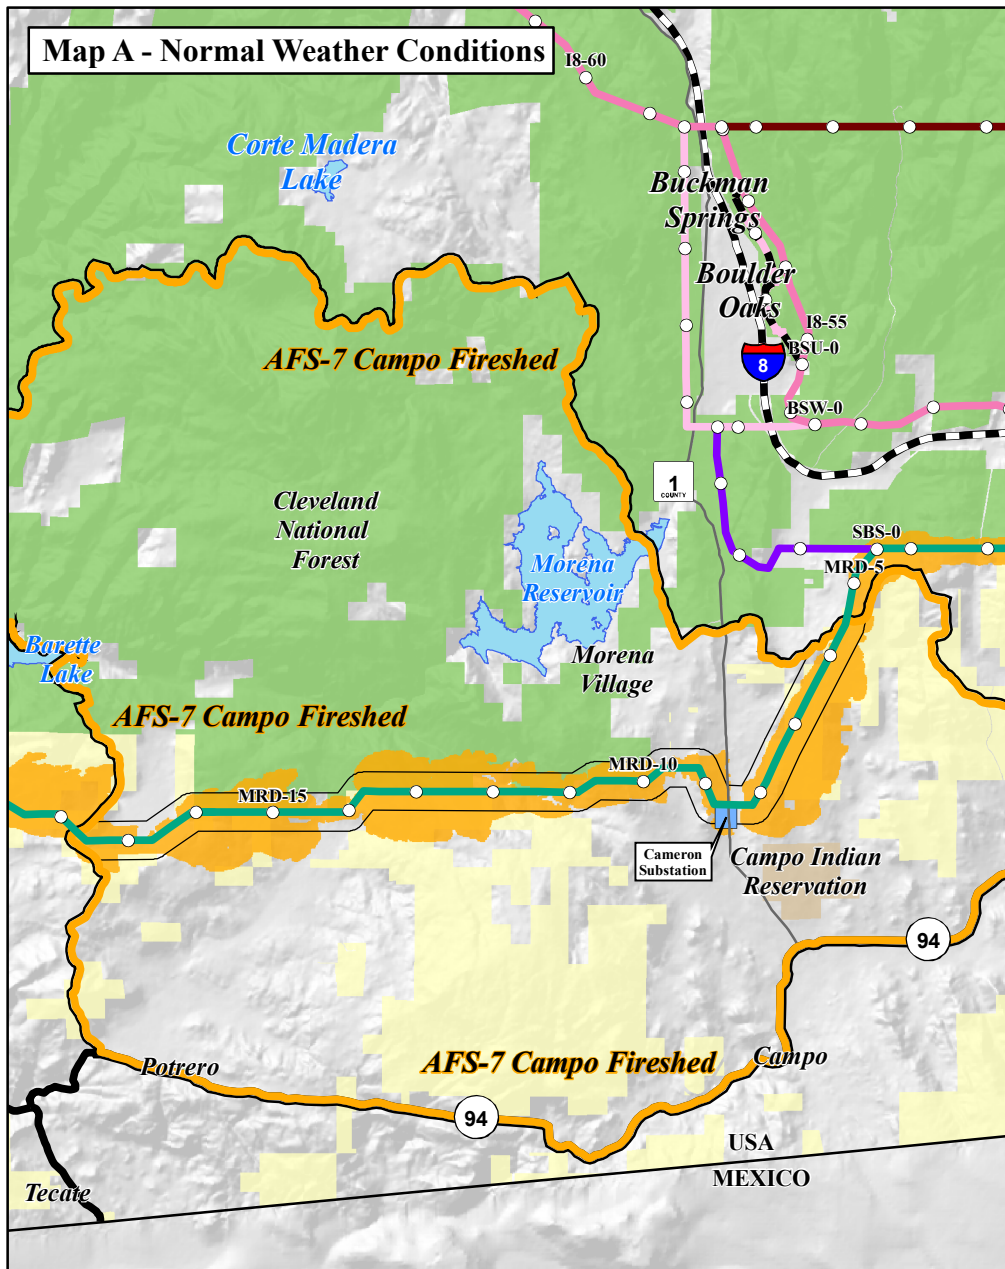 Map A - Normal Weather Conditions
I8-60
Corte Madera
Lake
Buckman
Springs
Boulder
Oaks
I8-55
BSU-0
8
AFS-7 Campo Fireshed
BSW-0
1
COUNTY
Cleveland
National
Forest
SBS-0
MRD-5
Morena
Reservoir
Barette
Lake
Morena
Village
AFS-7 Campo Fireshed
MRD-10
MRD-15
Cameron
Substation
Campo Indian
Reservation
94
Campo
AFS-7 Campo Fireshed
Potrero
94
USA
MEXICO
Tecate